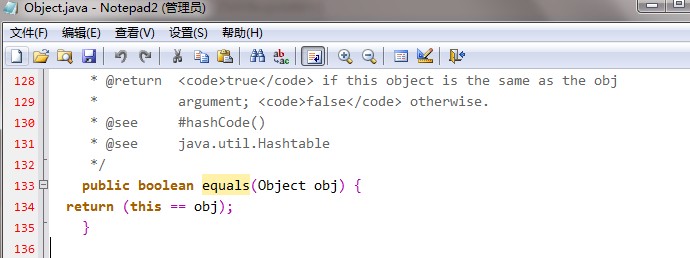 Object.java - Notepad2 (管理员)
文件(F) 编辑(E) 查看(V) 设置(S) 帮助(H)
128 * @return <code>true</code> if this object is the same as the obj
129 * argument; <code>false</code> otherwise.
130 * @see #hashCode()
131 * @see java.util.Hashtable
132 */
133 public boolean equals(Object obj) {
134 return (this == obj);
135 }
136